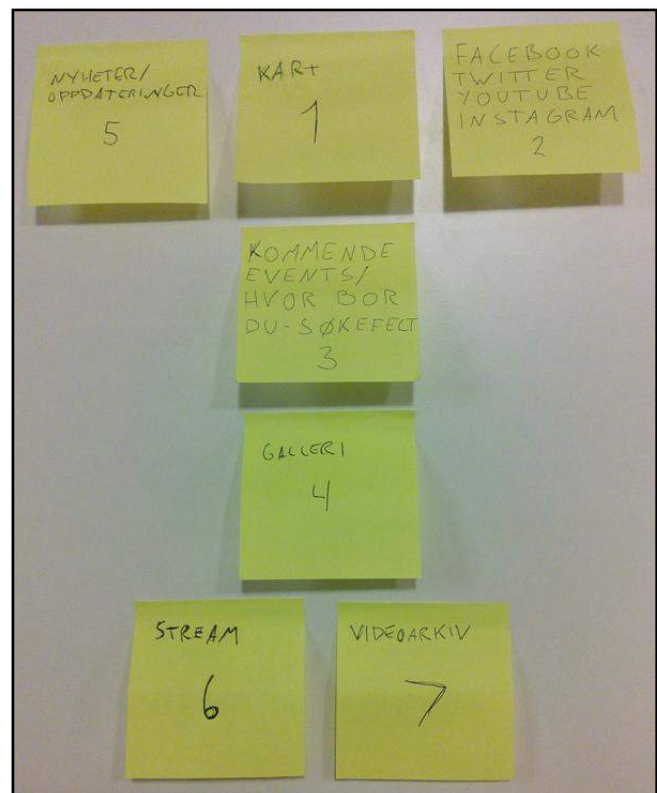 NYHETER/
OPPDATERINGER
5
KART
1
FACEBOOK
TWITTER
YOUTUBE
INSTAGRAM
2
KOMMENDE
EVENTS/
HVOR BOR
DU-SØKEFELT
3
GALLERI
4
STREAM
6
VIDEOARKIV
7